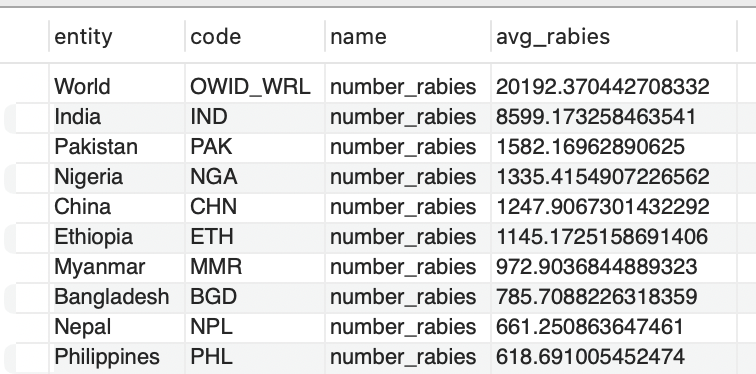 entity code name avg_rabies
World OWID_WRL number_rabies 20192.370442708332
India IND number_rabies 8599.173258463541
Pakistan PAK number_rabies 1582.16962890625
Nigeria NGA number_rabies 1335.4154907226562
China CHN number_rabies 1247.9067301432292
Ethiopia ETH number_rabies 1145.1725158691406
Myanmar MMR number_rabies 972.9036844889323
Bangladesh BGD number_rabies 785.7088226318359
Nepal NPL number_rabies 661.250863647461
Philippines PHL number_rabies 618.691005452474